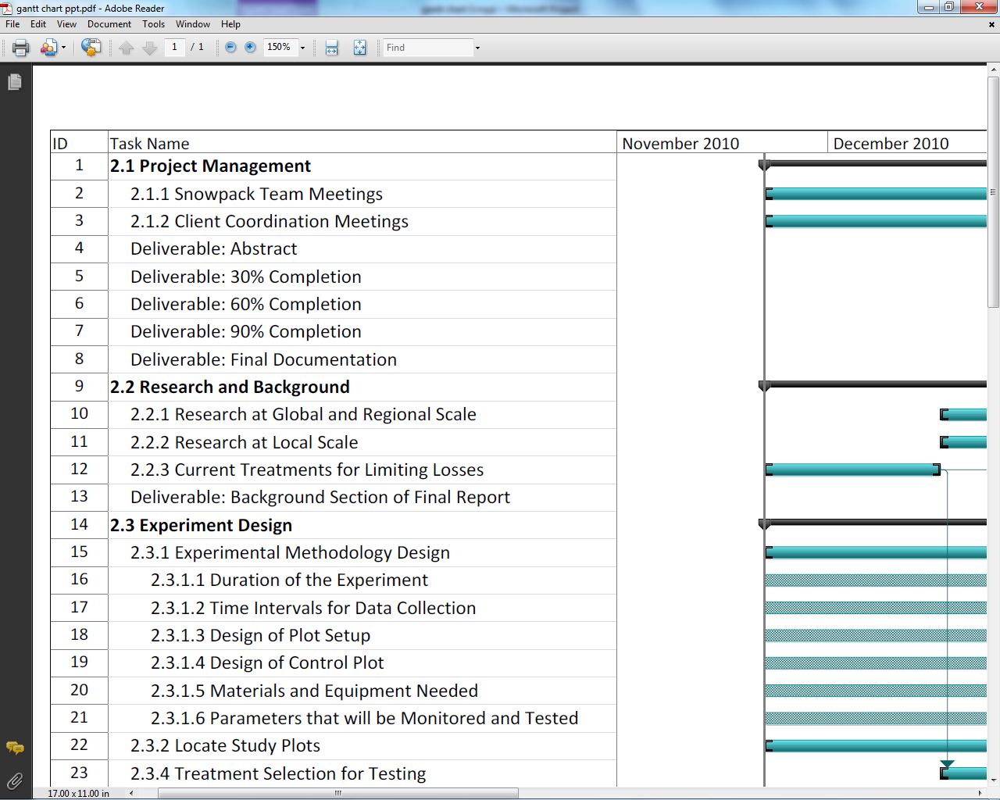 gantt chart ppt.pdf - Adobe Reader
File Edit View Document Tools Window Help
1 / 1 150% Find
ID Task Name November 2010 December 2010
1 2.1 Project Management
2 2.1.1 Snowpack Team Meetings
3 2.1.2 Client Coordination Meetings
4 Deliverable: Abstract
5 Deliverable: 30% Completion
6 Deliverable: 60% Completion
7 Deliverable: 90% Completion
8 Deliverable: Final Documentation
9 2.2 Research and Background
10 2.2.1 Research at Global and Regional Scale
11 2.2.2 Research at Local Scale
12 2.2.3 Current Treatments for Limiting Losses
13 Deliverable: Background Section of Final Report
14 2.3 Experiment Design
15 2.3.1 Experimental Methodology Design
16 2.3.1.1 Duration of the Experiment
17 2.3.1.2 Time Intervals for Data Collection
18 2.3.1.3 Design of Plot Setup
19 2.3.1.4 Design of Control Plot
20 2.3.1.5 Materials and Equipment Needed
21 2.3.1.6 Parameters that will be Monitored and Tested
22 2.3.2 Locate Study Plots
23 2.3.4 Treatment Selection for Testing
17.00 x 11.00 in